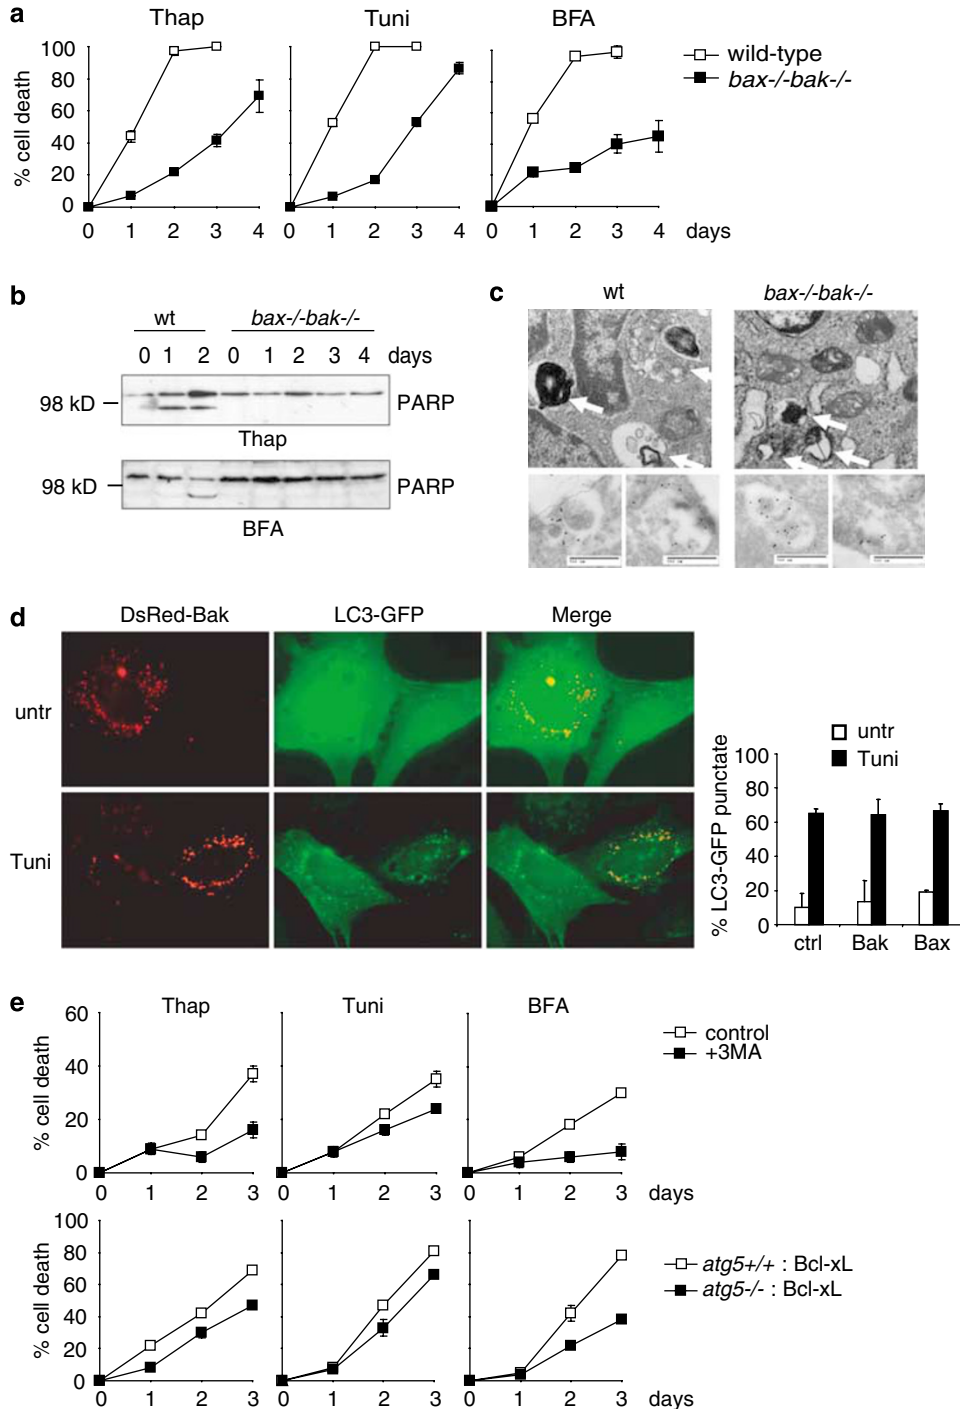 a
Thap
Tuni
BFA
% cell death
100
80
60
40
20
0
0 1 2 3 4
0 1 2 3 4
0 1 2 3 4
days
wild-type
bax-/-bak-/-
b
wt
bax-/-bak-/-
0 1 2 0 1 2 3 4 days
98 kD
PARP
Thap
98 kD
PARP
BFA
c
wt
bax-/-bak-/-
d
DsRed-Bak
LC3-GFP
Merge
untr
Tuni
untr
Tuni
% LC3-GFP punctate
100
80
60
40
20
0
ctrl
Bak
Bax
e
Thap
Tuni
BFA
% cell death
60
40
20
0
0 1 2 3
0 1 2 3
0 1 2 3
days
control
+3MA
% cell death
100
80
60
40
20
0
0 1 2 3
0 1 2 3
0 1 2 3
days
atg5+/+ : Bcl-xL
atg5-/- : Bcl-xL